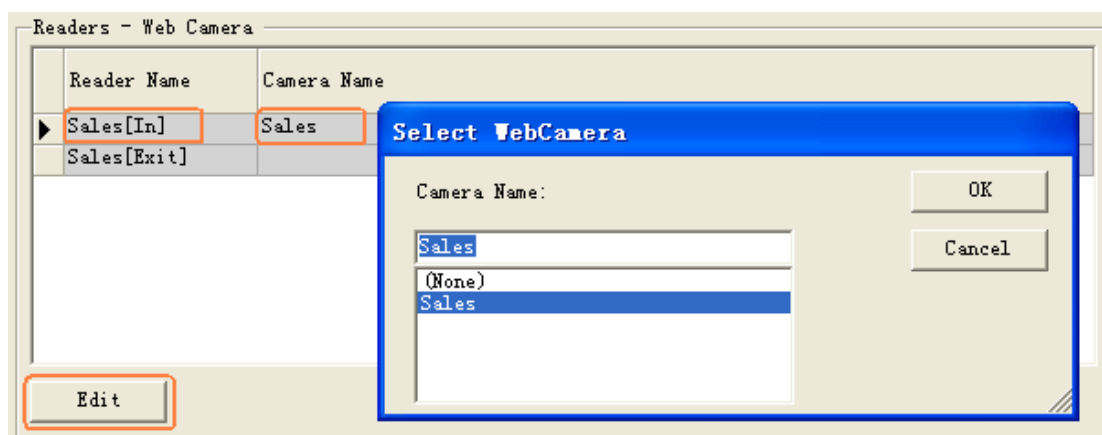 Readers - Web Camera
Reader Name Camera Name
Sales[In] Sales
Sales[Exit]
Select WebCamera
Camera Name: OK
Sales Cancel
(None)
Sales
Edit